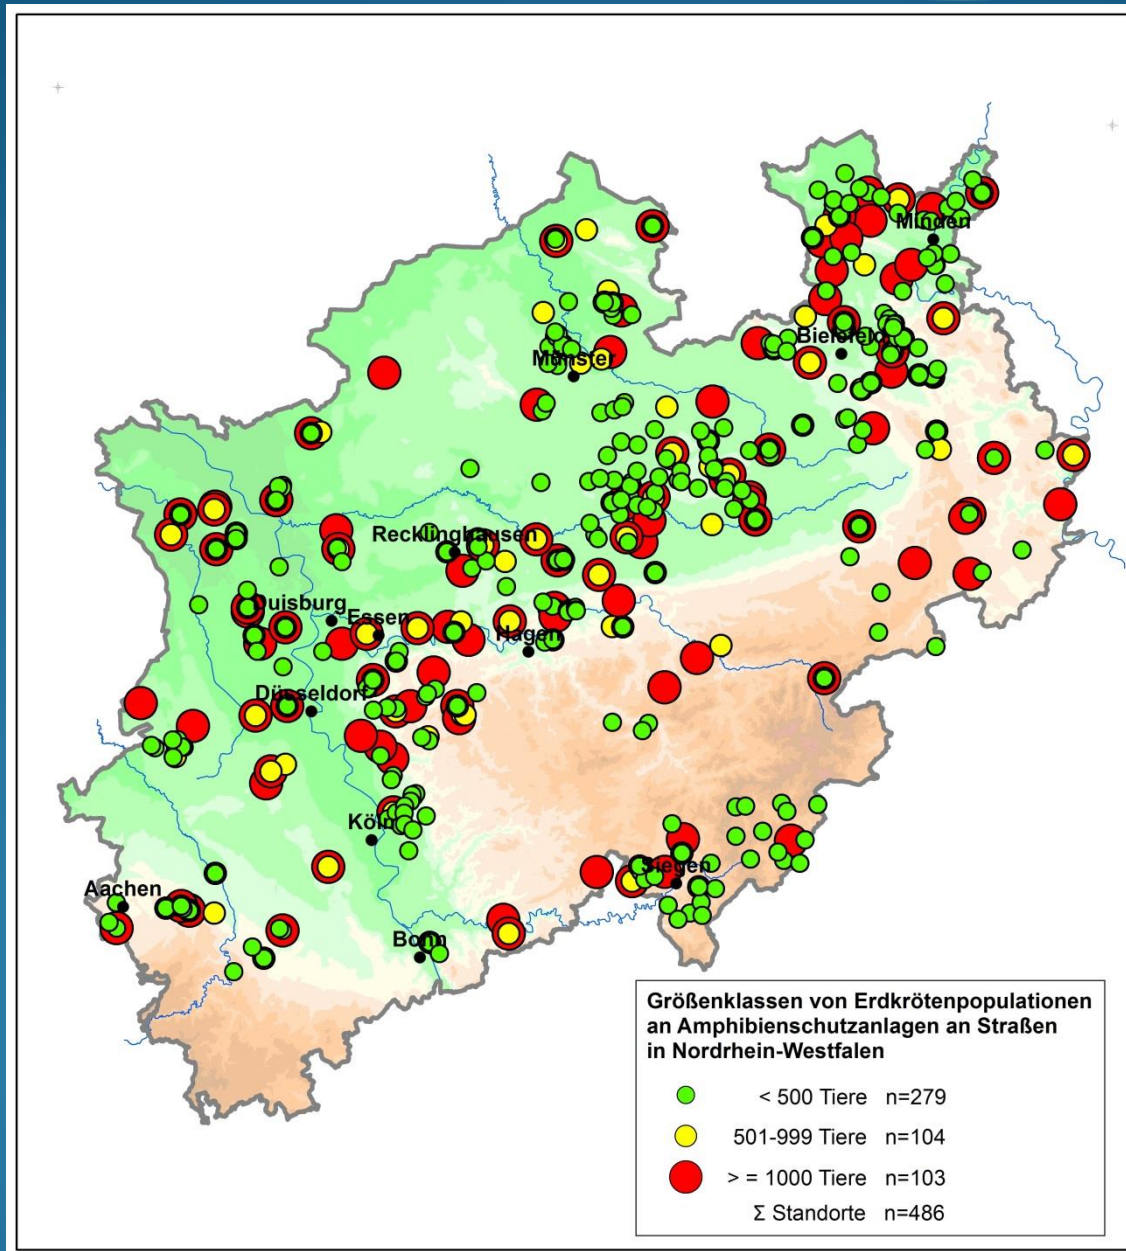 Minden
Bielefeld
Münster
Recklinghausen
Duisburg
Essen
Hagen
Düsseldorf
Köln
Siegen
Aachen
Bonn
Größenklassen von Erdkrötenpopulationen
an Amphibienschutzanlagen an Straßen
in Nordrhein-Westfalen
< 500 Tiere n=279
501-999 Tiere n=104
> = 1000 Tiere n=103
Σ Standorte n=486